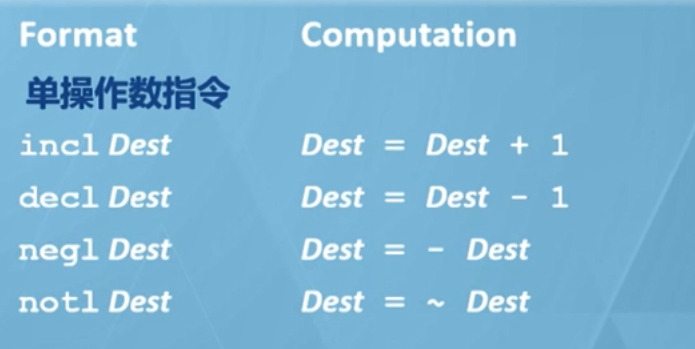 Format Computation
单操作数指令
incl Dest Dest = Dest + 1
decl Dest Dest = Dest - 1
negl Dest Dest = - Dest
notl Dest Dest = ~ Dest